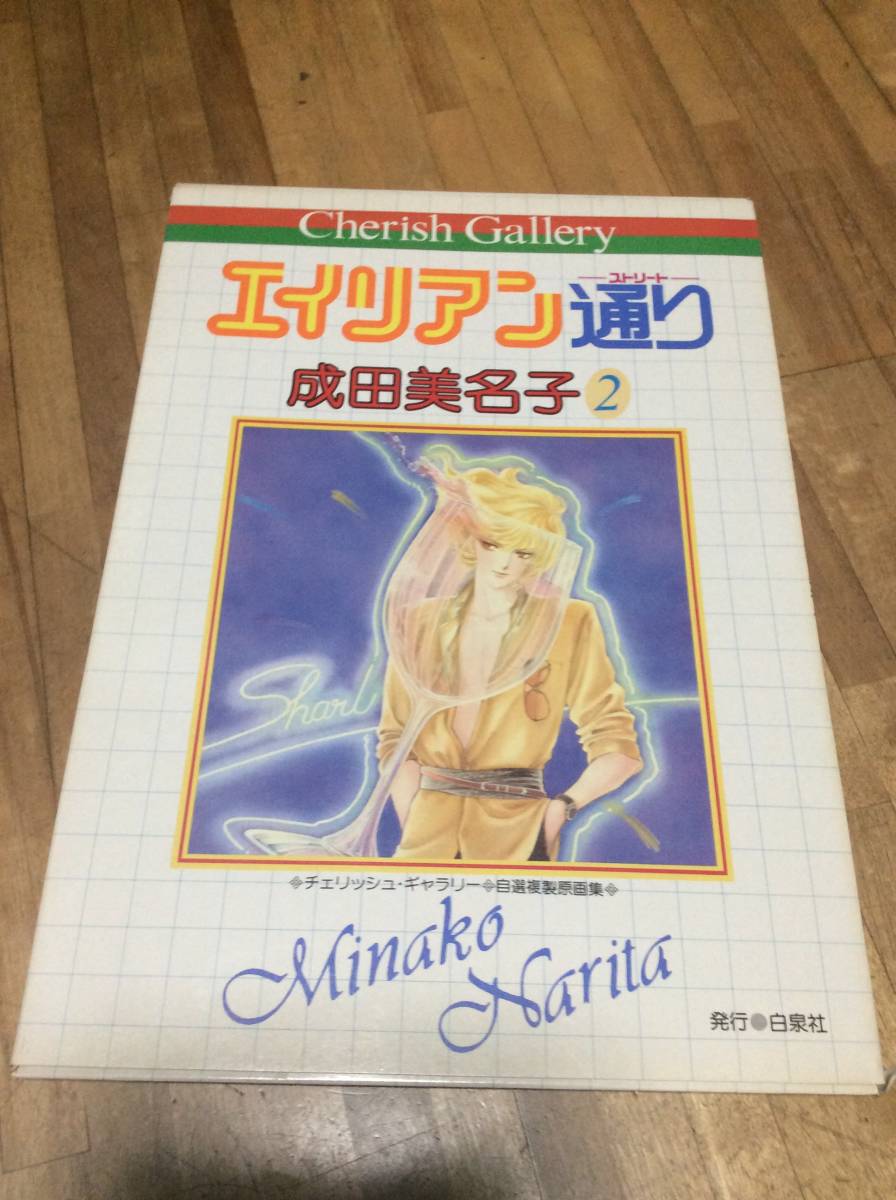 Cherish Gallery
ストリート
エイリアン通り
成田美名子 2
Sharl
チェリッシュ・ギャラリー 自選複製原画集
Minako
Narita
発行●白泉社